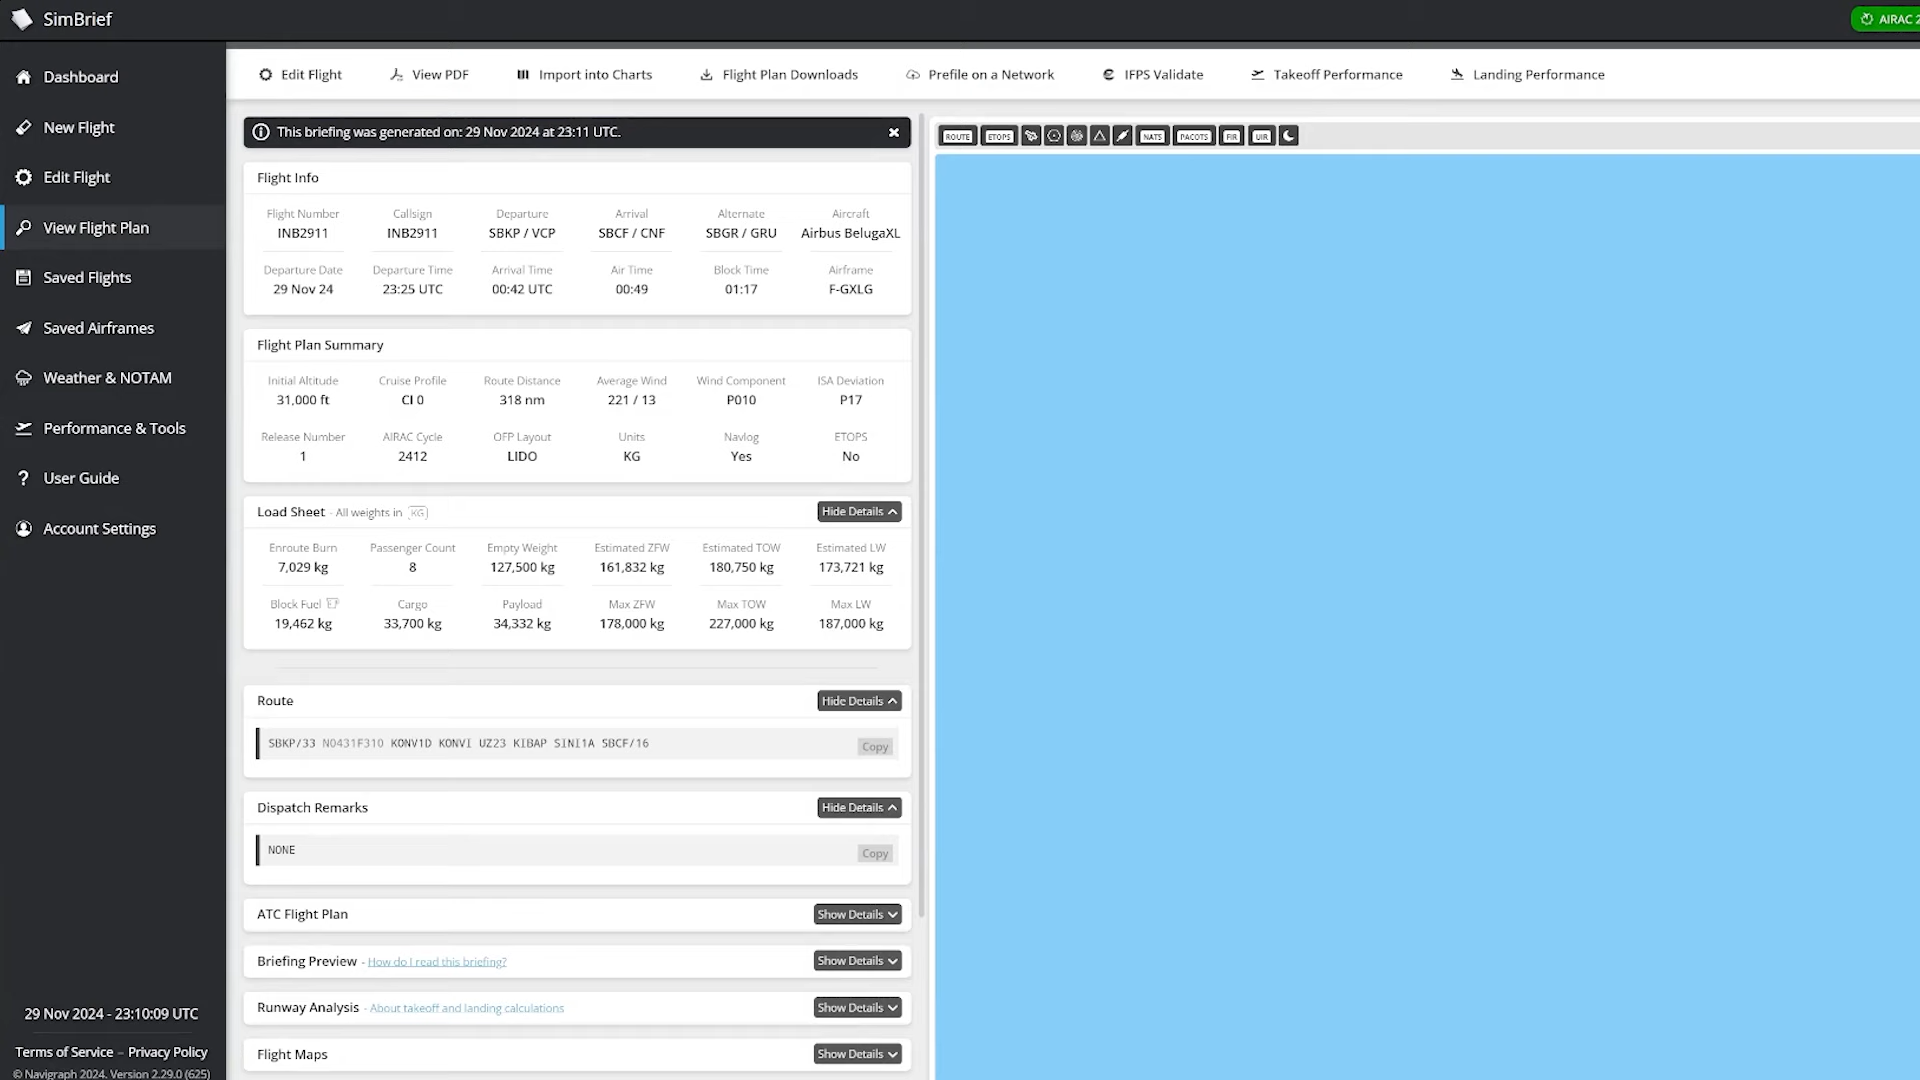 SimBrief
AIRAC 2
Dashboard
New Flight
Edit Flight
View Flight Plan
Saved Flights
Saved Airframes
Weather & NOTAM
Performance & Tools
User Guide
Account Settings
29 Nov 2024 - 23:10:09 UTC
Terms of Service – Privacy Policy
© Navigraph 2024. Version 2.29.0 (625)
Edit Flight View PDF Import into Charts Flight Plan Downloads Prefile on a Network IFPS Validate Takeoff Performance Landing Performance
This briefing was generated on: 29 Nov 2024 at 23:11 UTC.
Flight Info
Flight Number Callsign Departure Arrival Alternate Aircraft
INB2911 INB2911 SBKP / VCP SBCF / CNF SBGR / GRU Airbus BelugaXL
Departure Date Departure Time Arrival Time Air Time Block Time Airframe
29 Nov 24 23:25 UTC 00:42 UTC 00:49 01:17 F-GXLG
Flight Plan Summary
Initial Altitude Cruise Profile Route Distance Average Wind Wind Component ISA Deviation
31,000 ft CI 0 318 nm 221 / 13 P010 P17
Release Number AIRAC Cycle OFP Layout Units Navlog ETOPS
1 2412 LIDO KG Yes No
Load Sheet - All weights in KG Hide Details
Enroute Burn Passenger Count Empty Weight Estimated ZFW Estimated TOW Estimated LW
7,029 kg 8 127,500 kg 161,832 kg 180,750 kg 173,721 kg
Block Fuel Cargo Payload Max ZFW Max TOW Max LW
19,462 kg 33,700 kg 34,332 kg 178,000 kg 227,000 kg 187,000 kg
Route Hide Details
SBKP/33 N0431F310 KONV1D KONVI UZ23 KIBAP SINI1A SBCF/16 Copy
Dispatch Remarks Hide Details
NONE Copy
ATC Flight Plan Show Details
Briefing Preview - How do I read this briefing? Show Details
Runway Analysis - About takeoff and landing calculations Show Details
Flight Maps Show Details
ROUTE ETOPS NATS PACOTS FIR UIR